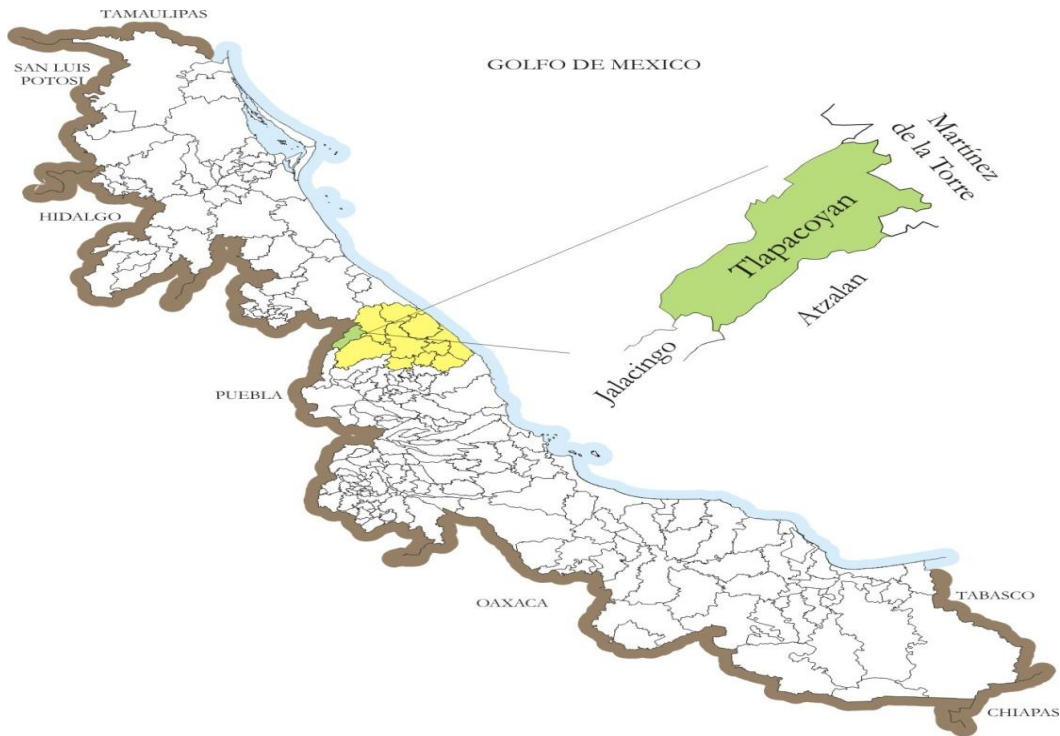 TAMAULIPAS
SAN LUIS
POTOSI
GOLFO DE MEXICO
Martínez
de la Torre
HIDALGO
Tlapacoyan
Atzalan
Jalacingo
PUEBLA
OAXACA
TABASCO
CHIAPAS